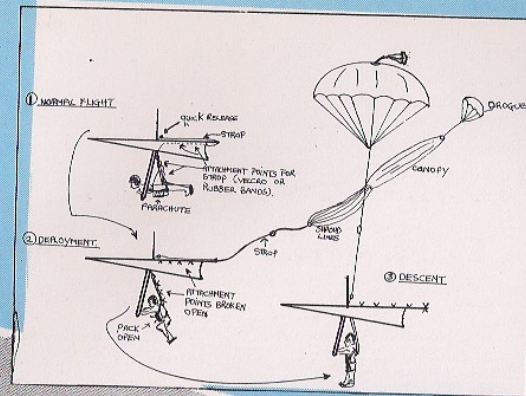 ① NORMAL FLIGHT
QUICK RELEASE
STROP
ATTACHMENT POINTS FOR
STROP (VELCRO OR
RUBBER BANDS).
PARACHUTE
DROGUE
CANOPY
SHROUD
LINES
STROP
② DEPLOYMENT.
ATTACHMENT
POINTS BROKEN
OPEN
PACK
OPEN
③ DESCENT